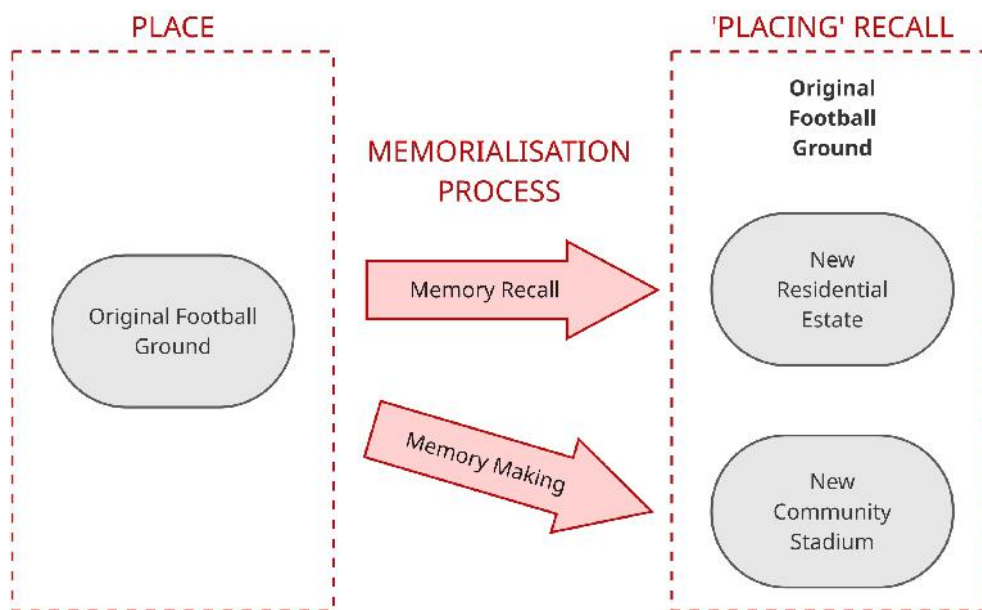 PLACE
Original Football
Ground
MEMORIALISATION
PROCESS
Memory Recall
Memory Making
'PLACING' RECALL
Original
Football
Ground
New
Residential
Estate
New
Community
Stadium